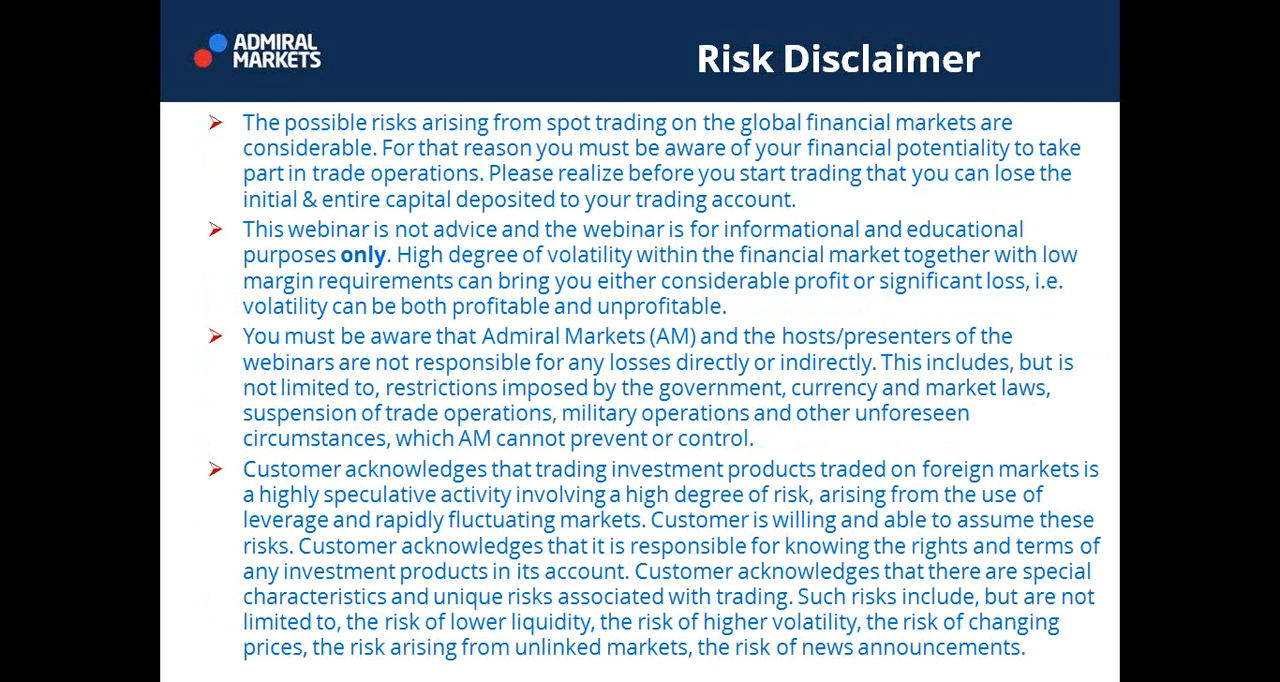 ADMIRAL
MARKETS
Risk Disclaimer
The possible risks arising from spot trading on the global financial markets are
considerable. For that reason you must be aware of your financial potentiality to take
part in trade operations. Please realize before you start trading that you can lose the
initial & entire capital deposited to your trading account.
This webinar is not advice and the webinar is for informational and educational
purposes only. High degree of volatility within the financial market together with low
margin requirements can bring you either considerable profit or significant loss, i.e.
volatility can be both profitable and unprofitable.
You must be aware that Admiral Markets (AM) and the hosts/presenters of the
webinars are not responsible for any losses directly or indirectly. This includes, but is
not limited to, restrictions imposed by the government, currency and market laws,
suspension of trade operations, military operations and other unforeseen
circumstances, which AM cannot prevent or control.
Customer acknowledges that trading investment products traded on foreign markets is
a highly speculative activity involving a high degree of risk, arising from the use of
leverage and rapidly fluctuating markets. Customer is willing and able to assume these
risks. Customer acknowledges that it is responsible for knowing the rights and terms of
any investment products in its account. Customer acknowledges that there are special
characteristics and unique risks associated with trading. Such risks include, but are not
limited to, the risk of lower liquidity, the risk of higher volatility, the risk of changing
prices, the risk arising from unlinked markets, the risk of news announcements.